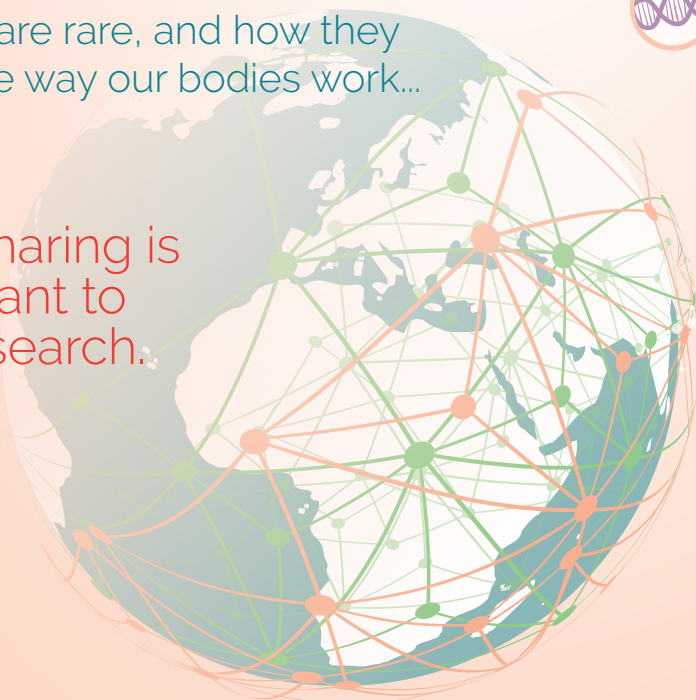 are rare, and how they
e way our bodies work...
haring is
ant to
search.